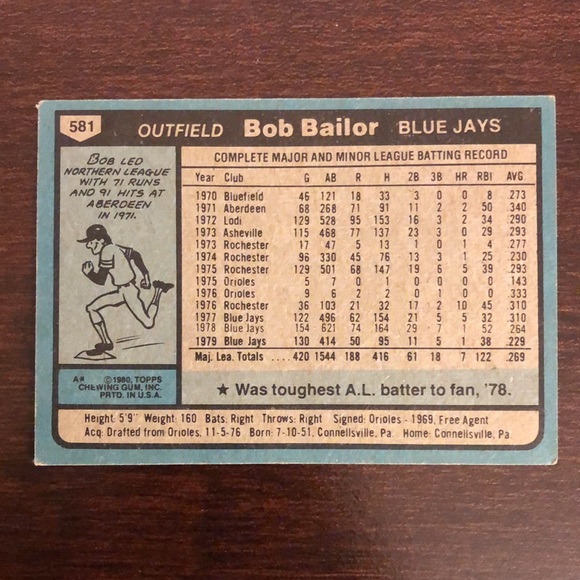 581 OUTFIELD Bob Bailor BLUE JAYS
BOB LED
NORTHERN LEAGUE
WITH 71 RUNS
AND 91 HITS AT
ABERDEEN
IN 1971.
COMPLETE MAJOR AND MINOR LEAGUE BATTING RECORD
Year Club G AB R H 2B 3B HR RBI AVG
1970 Bluefield 46 121 18 33 3 0 0 8 .273
1971 Aberdeen 68 268 71 91 11 2 2 50 .340
1972 Lodi 129 528 95 153 16 3 2 34 .290
1973 Asheville 115 468 77 137 23 0 2 29 .293
1973 Rochester 17 47 5 13 1 0 1 4 .277
1974 Rochester 96 330 45 76 13 3 1 25 .230
1975 Rochester 129 501 68 147 19 6 5 39 .293
1975 Orioles 5 7 0 1 0 0 0 0 .143
1976 Orioles 9 6 2 2 0 1 0 0 .333
1976 Rochester 36 103 21 32 17 2 10 45 .310
1977 Blue Jays 122 496 62 154 21 5 5 32 .310
1978 Blue Jays 154 621 74 164 29 7 1 52 .264
1979 Blue Jays 130 414 50 95 11 5 1 38 .229
Maj. Lea. Totals 420 1544 188 416 61 18 7 122 .269
★ Was toughest A.L. batter to fan, '78.
A* ©1980, TOPPS
CHEWING GUM, INC.
PRTD. IN U.S.A.
Height: 5'9" Weight: 160 Bats: Right Throws: Right Signed: Orioles - 1969, Free Agent
Acq: Drafted from Orioles, 11-5-76 Born: 7-10-51, Connellsville, Pa Home: Connellsville, Pa